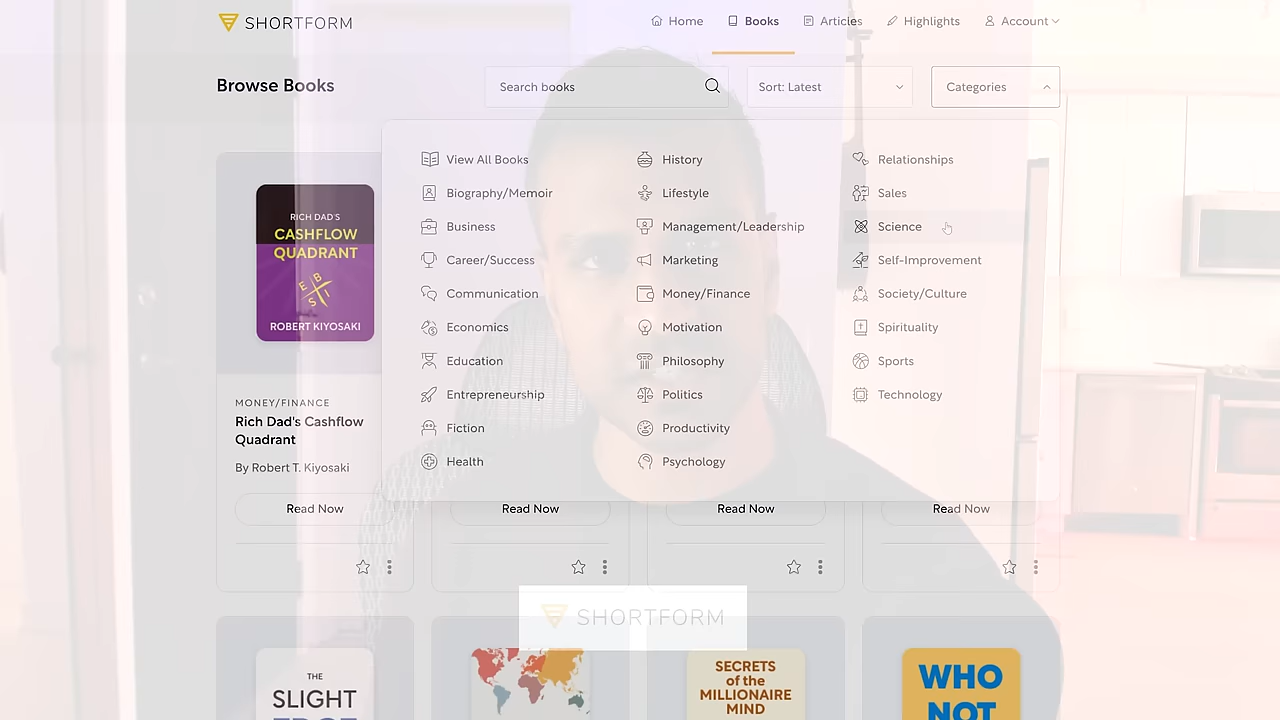 SHORTFORM
Home
Books
Articles
Highlights
Account
Browse Books
Search books
Sort: Latest
Categories
View All Books
Biography/Memoir
Business
Career/Success
Communication
Economics
Education
Entrepreneurship
Fiction
Health
History
Lifestyle
Management/Leadership
Marketing
Money/Finance
Motivation
Philosophy
Politics
Productivity
Psychology
Relationships
Sales
Science
Self-Improvement
Society/Culture
Spirituality
Sports
Technology
RICH DAD'S
CASHFLOW
QUADRANT
E B
S
ROBERT KIYOSAKI
MONEY/FINANCE
Rich Dad's Cashflow
Quadrant
By Robert T. Kiyosaki
Read Now
Read Now
Read Now
Read Now
SHORTFORM
THE
SLIGHT
EDGE
SECRETS
of the
MILLIONAIRE
MIND
WHO
NOT